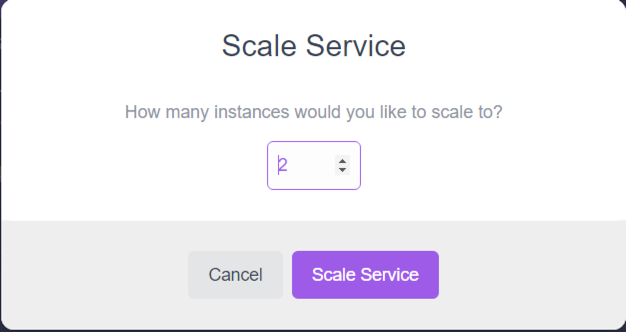 Scale Service
How many instances would you like to scale to?
2
Cancel
Scale Service